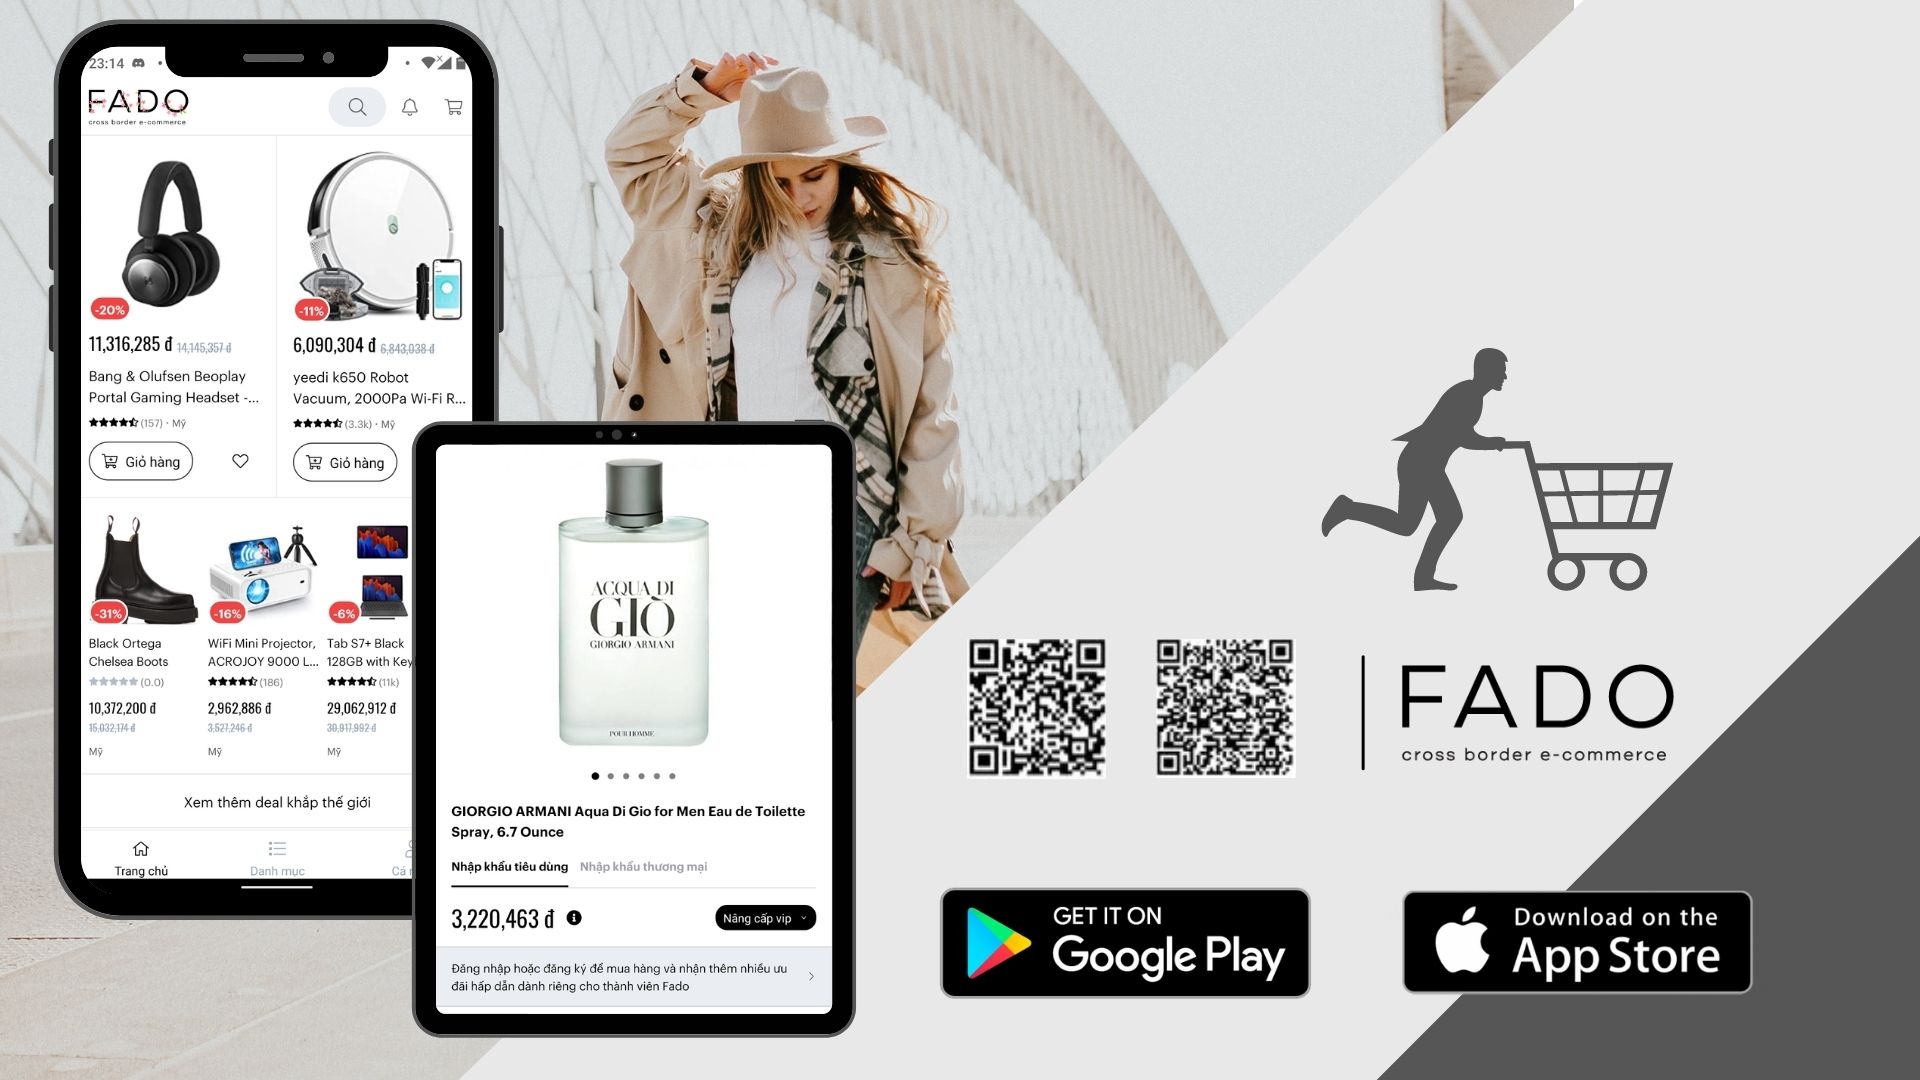 23:14
FADO
cross border e-commerce
-20%
-11%
11,316,285 đ 14,145,357 đ
6,090,304 đ 6,843,038 đ
Bang & Olufsen Beoplay
Portal Gaming Headset -...
yeedi k650 Robot
Vacuum, 2000Pa Wi-Fi R...
(157) · Mỹ
(3.3k) · Mỹ
Giỏ hàng
Giỏ hàng
-31%
-16%
-6%
Black Ortega
Chelsea Boots
WiFi Mini Projector,
ACROJOY 9000 L...
Tab S7+ Black
128GB with Key
(0.0)
(186)
(11k)
10,372,200 đ
2,962,886 đ
29,062,912 đ
15,032,174 đ
3,527,246 đ
30,917,992 đ
Mỹ
Mỹ
Mỹ
Xem thêm deal khắp thế giới
Trang chủ
Danh mục
Cá
ACQUA DI
GIÒ
GIORGIO ARMANI
POUR HOMME
GIORGIO ARMANI Aqua Di Gio for Men Eau de Toilette
Spray, 6.7 Ounce
Nhập khẩu tiêu dùng
Nhập khẩu thương mại
3,220,463 đ
Nâng cấp vip
Đăng nhập hoặc đăng ký để mua hàng và nhận thêm nhiều ưu
đãi hấp dẫn dành riêng cho thành viên Fado
FADO
cross border e-commerce
GET IT ON
Google Play
Download on the
App Store